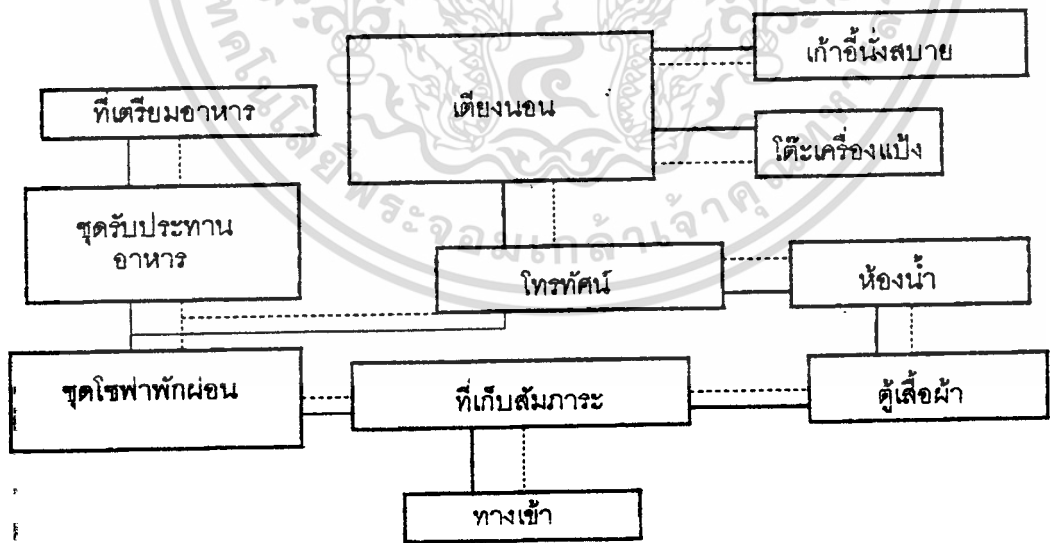 เก้าอี้นั่งสบาย
เตียงนอน
ที่เตรียมอาหาร
โต๊ะเครื่องแป้ง
ชุดรับประทาน
อาหาร
โทรทัศน์
ห้องน้ำ
ชุดโซฟาพักผ่อน
ที่เก็บสัมภาระ
ตู้เสื้อผ้า
ทางเข้า